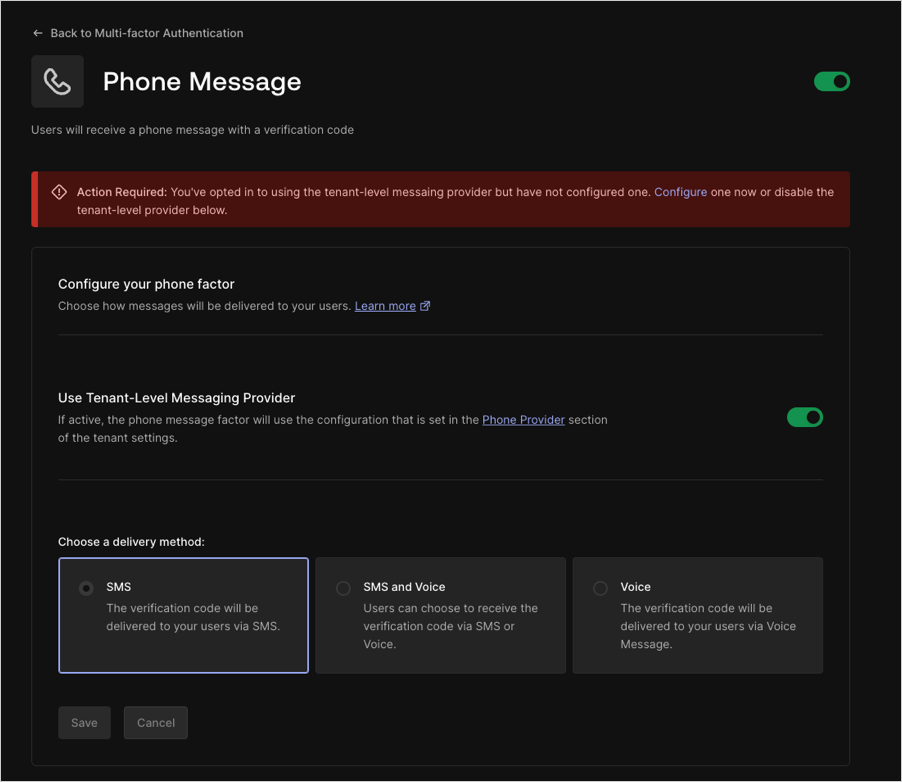 ← Back to Multi-factor Authentication
Phone Message
Users will receive a phone message with a verification code
Action Required: You've opted in to using the tenant-level messaing provider but have not configured one. Configure one now or disable the
tenant-level provider below.
Configure your phone factor
Choose how messages will be delivered to your users. Learn more
Use Tenant-Level Messaging Provider
If active, the phone message factor will use the configuration that is set in the Phone Provider section
of the tenant settings.
Choose a delivery method:
SMS
The verification code will be
delivered to your users via SMS.
SMS and Voice
Users can choose to receive the
verification code via SMS or
Voice.
Voice
The verification code will be
delivered to your users via Voice
Message.
Save
Cancel